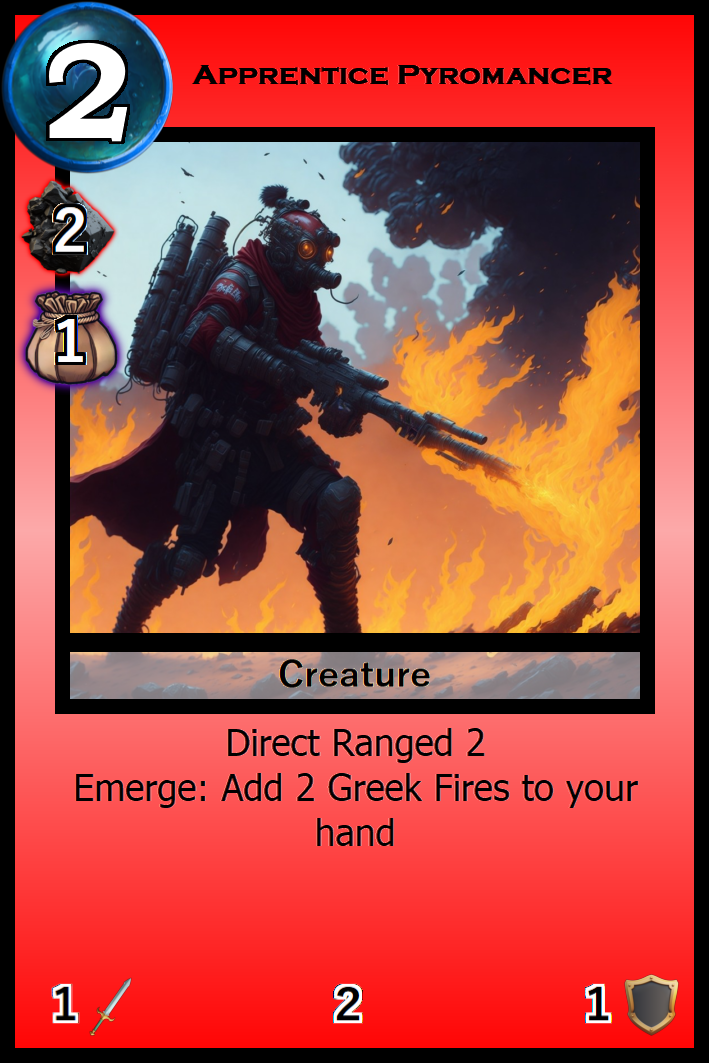 2
Apprentice Pyromancer
2
1
Creature
Direct Ranged 2
Emerge: Add 2 Greek Fires to your
hand
1 2 1